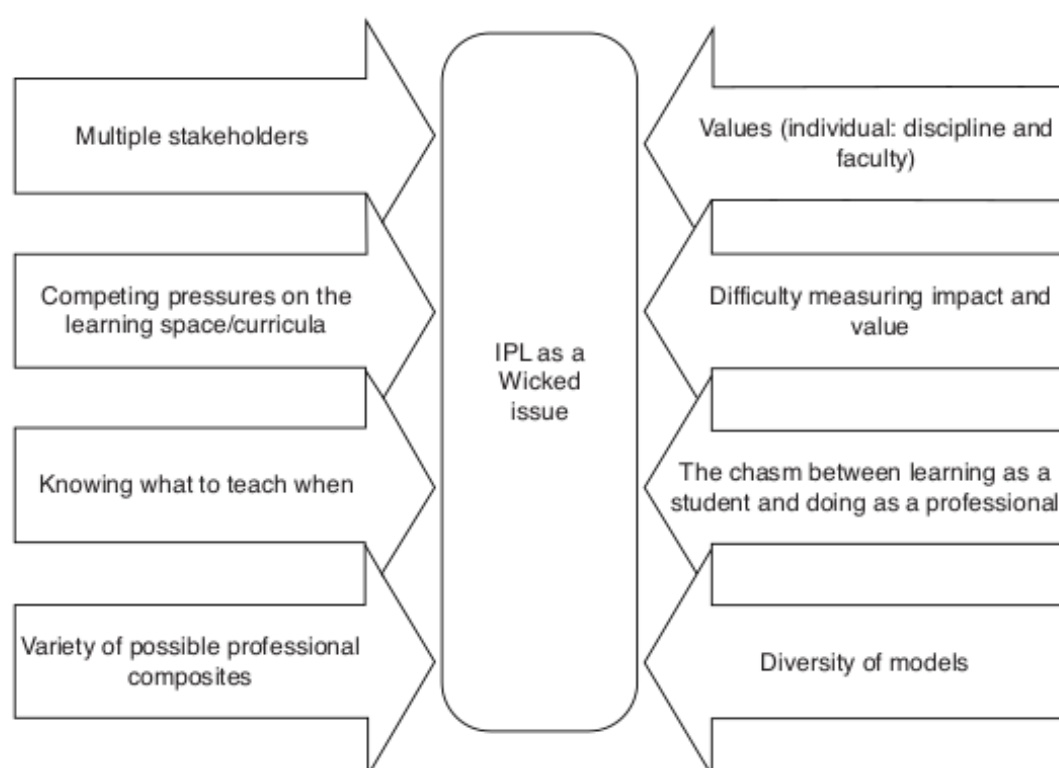 Multiple stakeholders
Competing pressures on the
learning space/curricula
Knowing what to teach when
Variety of possible professional
composites
IPL as a
Wicked
issue
Values (individual: discipline and
faculty)
Difficulty measuring impact and
value
The chasm between learning as a
student and doing as a professional
Diversity of models